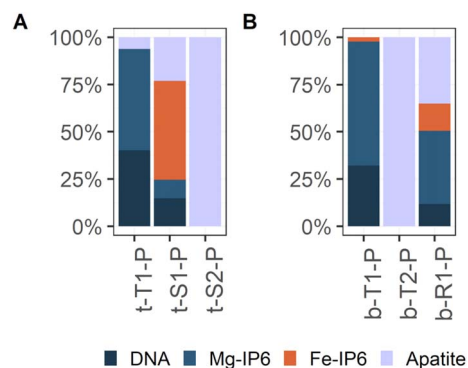 A
100%
75%
50%
25%
0%
t-T1-P
t-S1-P
t-S2-P
B
100%
75%
50%
25%
0%
b-T1-P
b-T2-P
b-R1-P
DNA Mg-IP6 Fe-IP6 Apatite